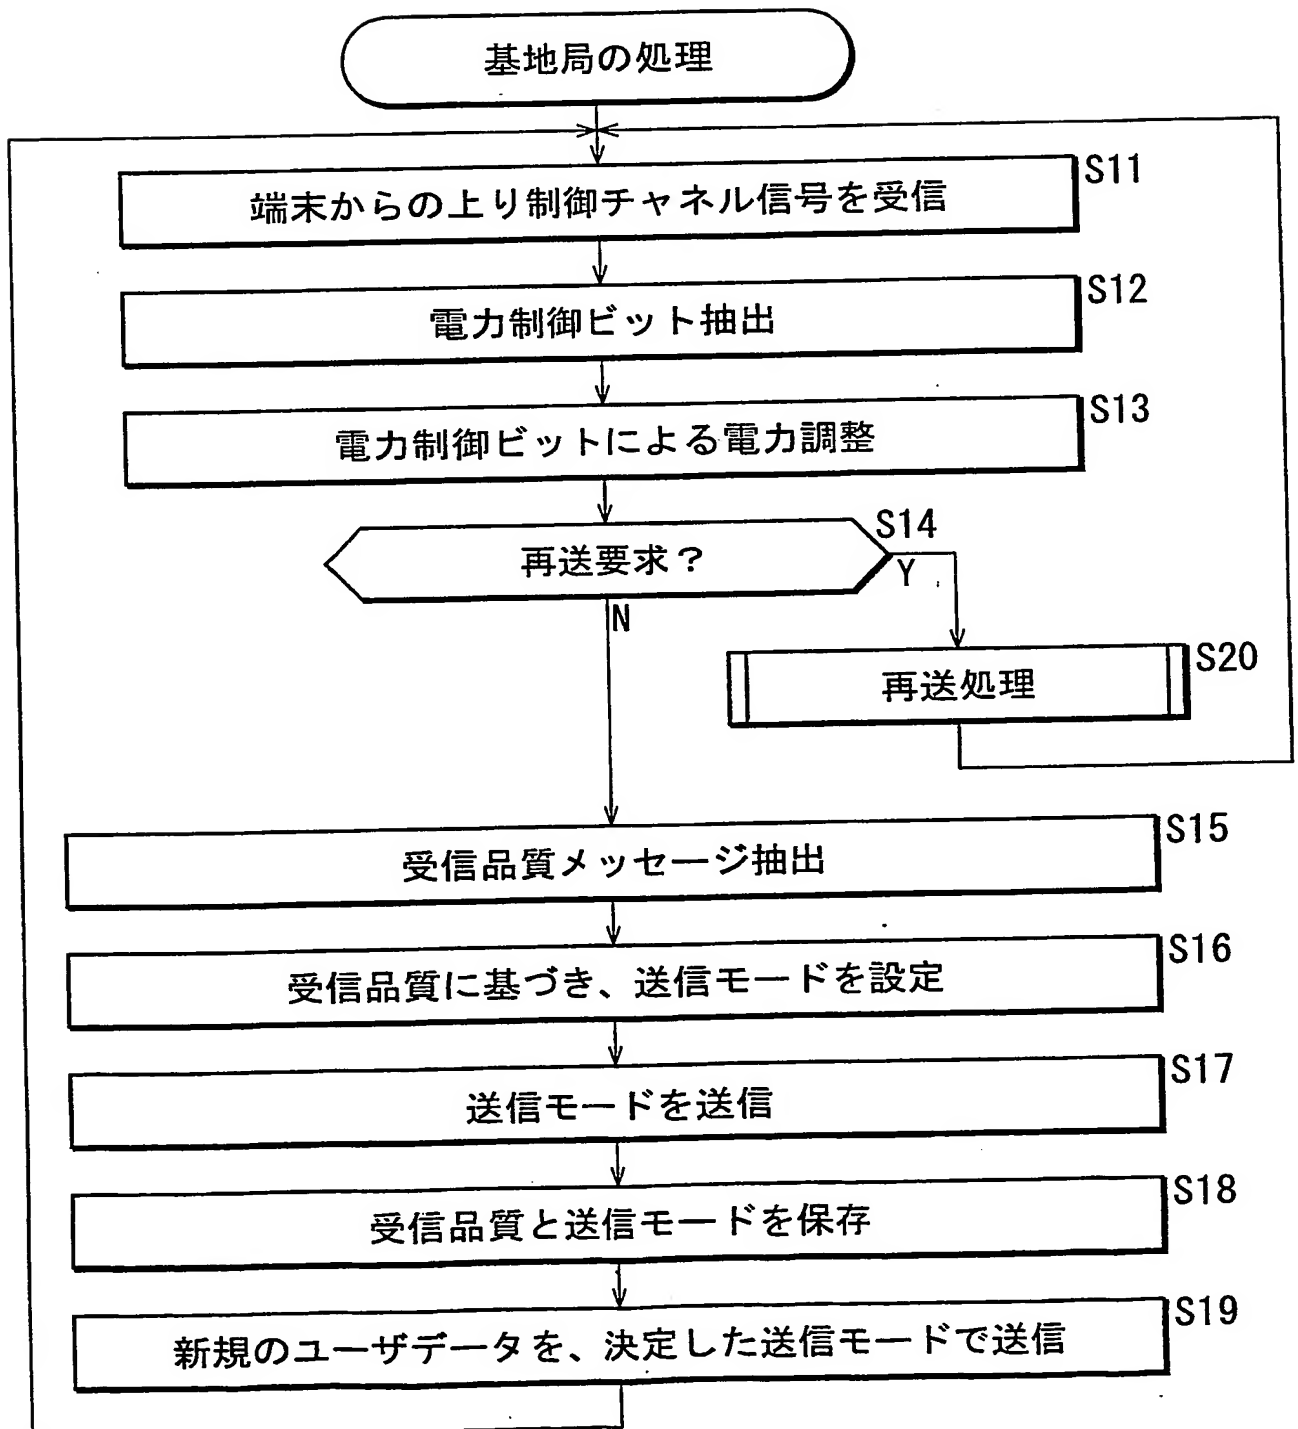 基地局の処理
端末からの上り制御チャネル信号を受信
S11
電力制御ビット抽出
S12
電力制御ビットによる電力調整
S13
再送要求？
S14
Y
N
再送処理
S20
受信品質メッセージ抽出
S15
受信品質に基づき、送信モードを設定
S16
送信モードを送信
S17
受信品質と送信モードを保存
S18
新規のユーザデータを、決定した送信モードで送信
S19